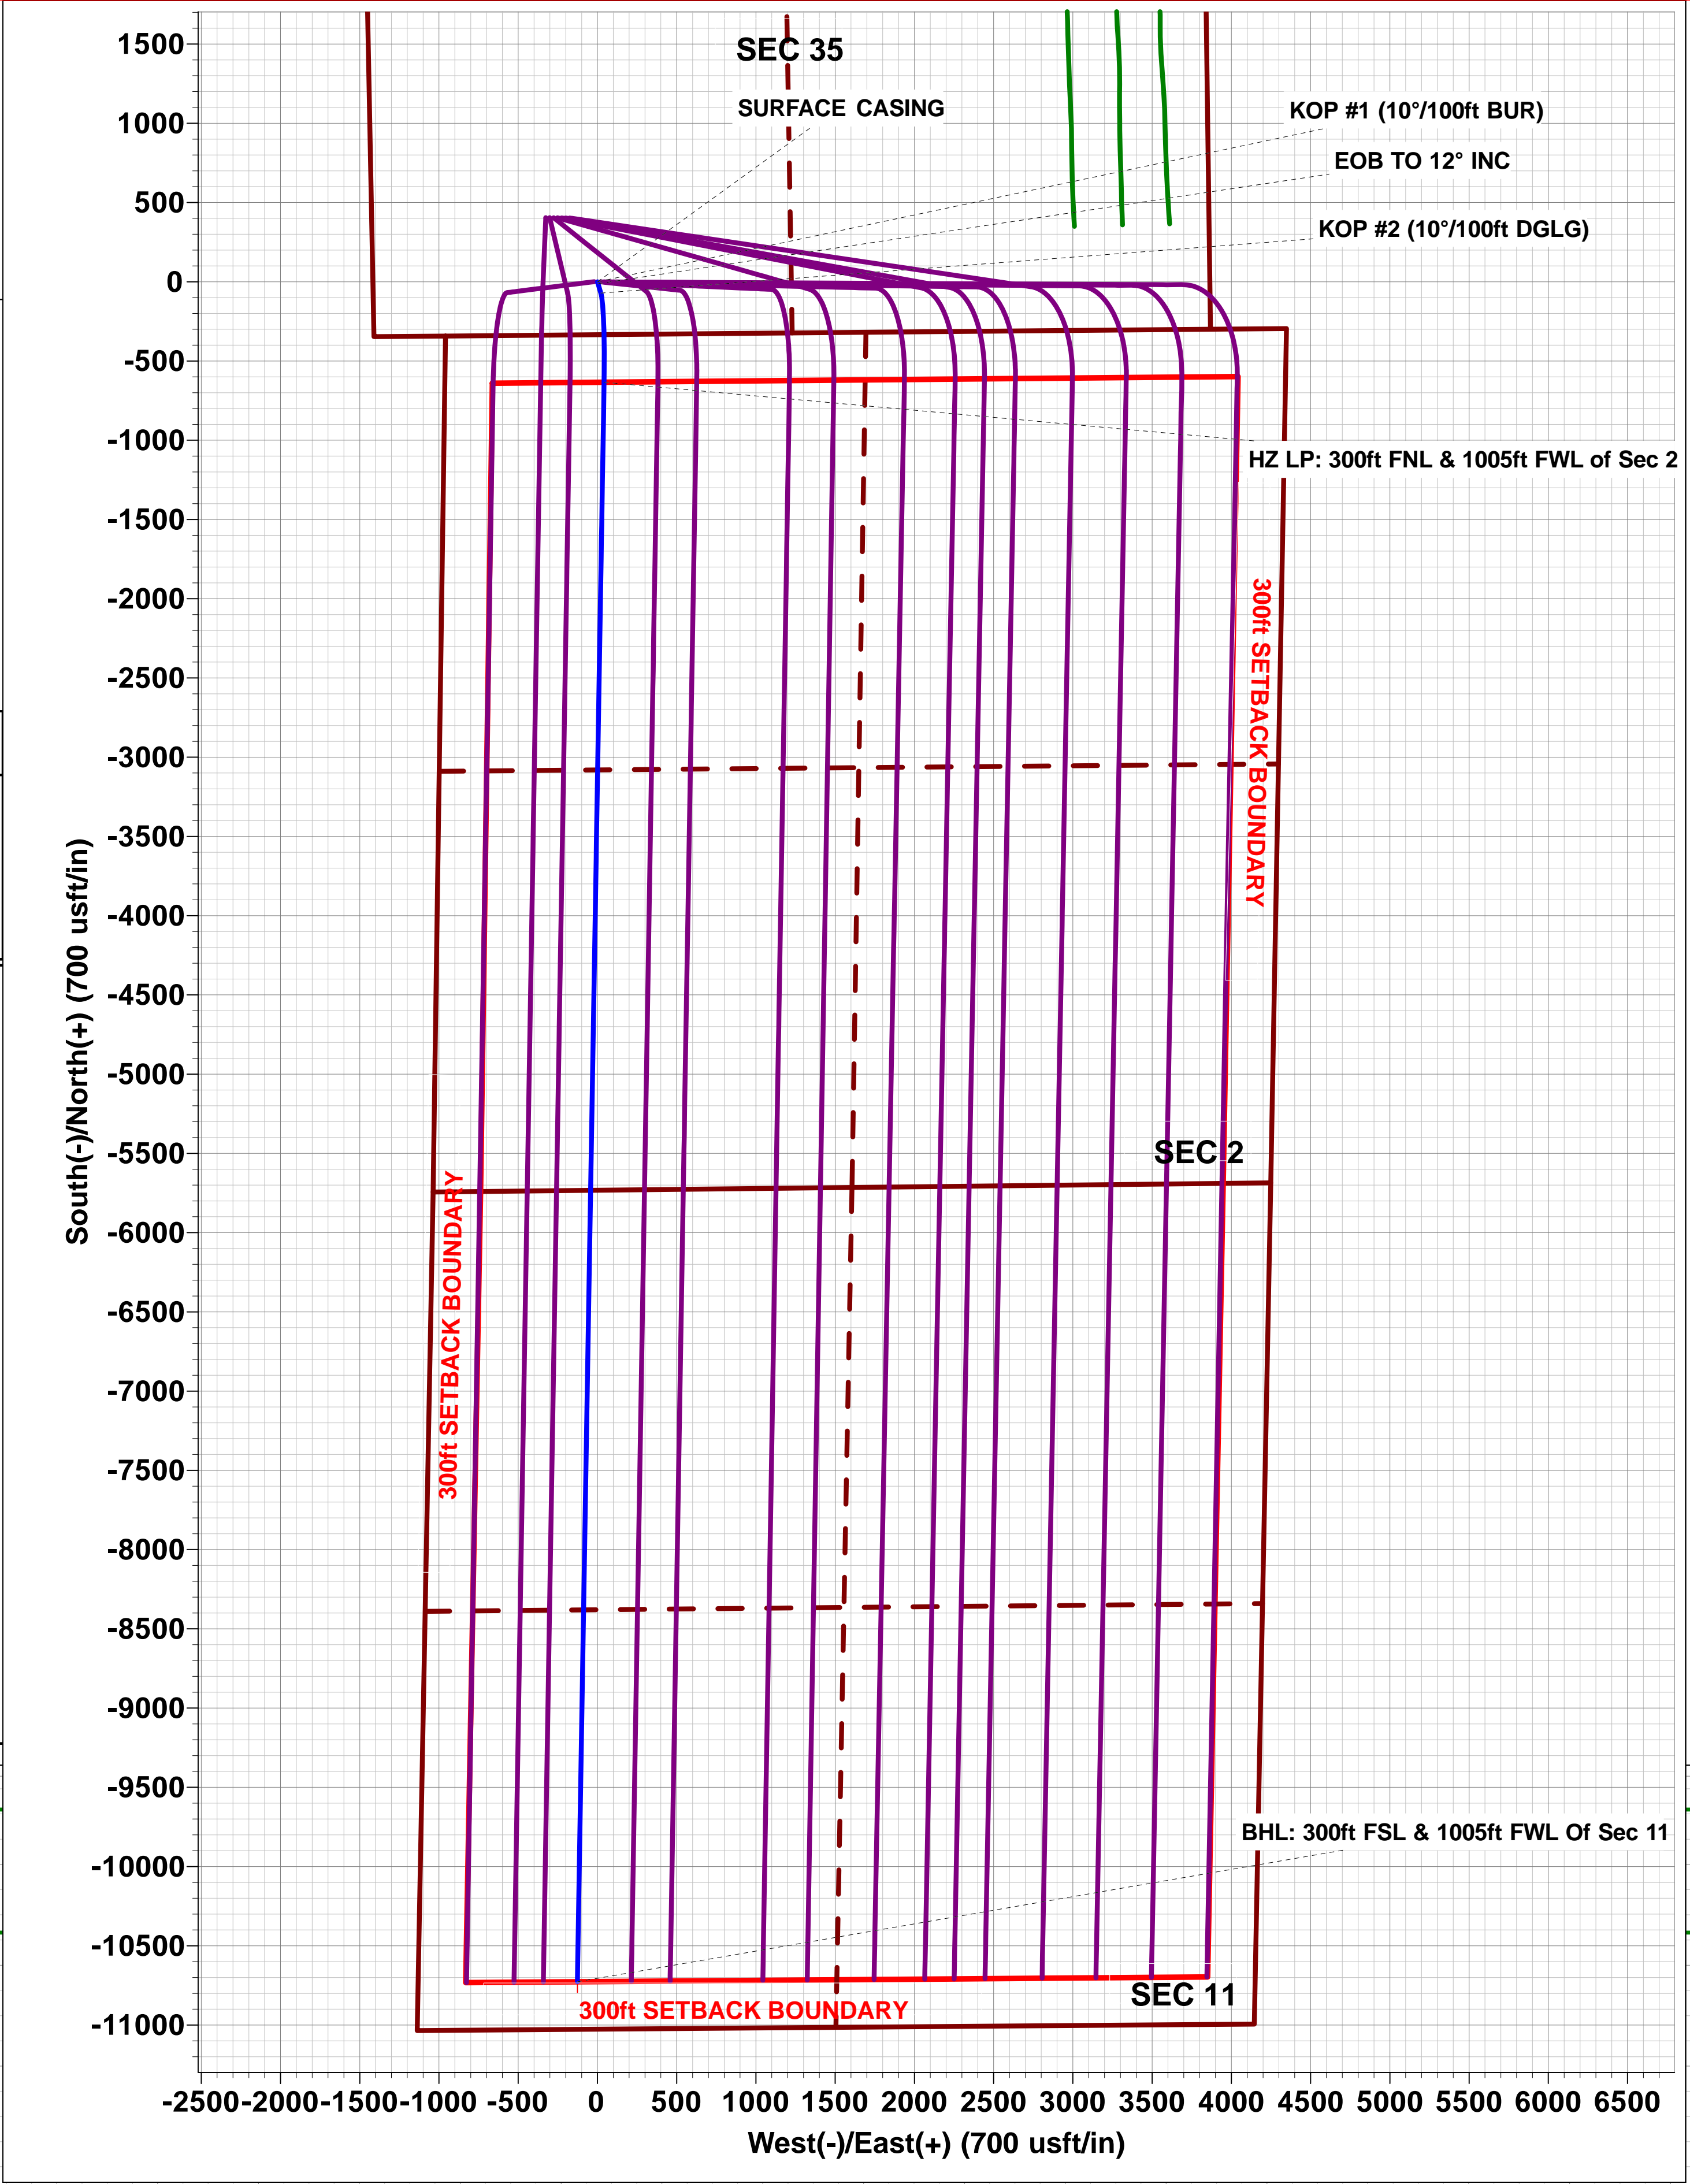 SEC 35
SURFACE CASING
KOP #1 (10°/100ft BUR)
EOB TO 12° INC
KOP #2 (10°/100ft DGLG)
HZ LP: 300ft FNL & 1005ft FWL of Sec 2
300ft SETBACK BOUNDARY
SEC 2
300ft SETBACK BOUNDARY
BHL: 300ft FSL & 1005ft FWL Of Sec 11
SEC 11
300ft SETBACK BOUNDARY
South(-)/North(+) (700 usft/in)
1500
1000
500
0
-500
-1000
-1500
-2000
-2500
-3000
-3500
-4000
-4500
-5000
-5500
-6000
-6500
-7000
-7500
-8000
-8500
-9000
-9500
-10000
-10500
-11000
-2500 -2000 -1500 -1000 -500 0 500 1000 1500 2000 2500 3000 3500 4000 4500 5000 5500 6000 6500
West(-)/East(+) (700 usft/in)